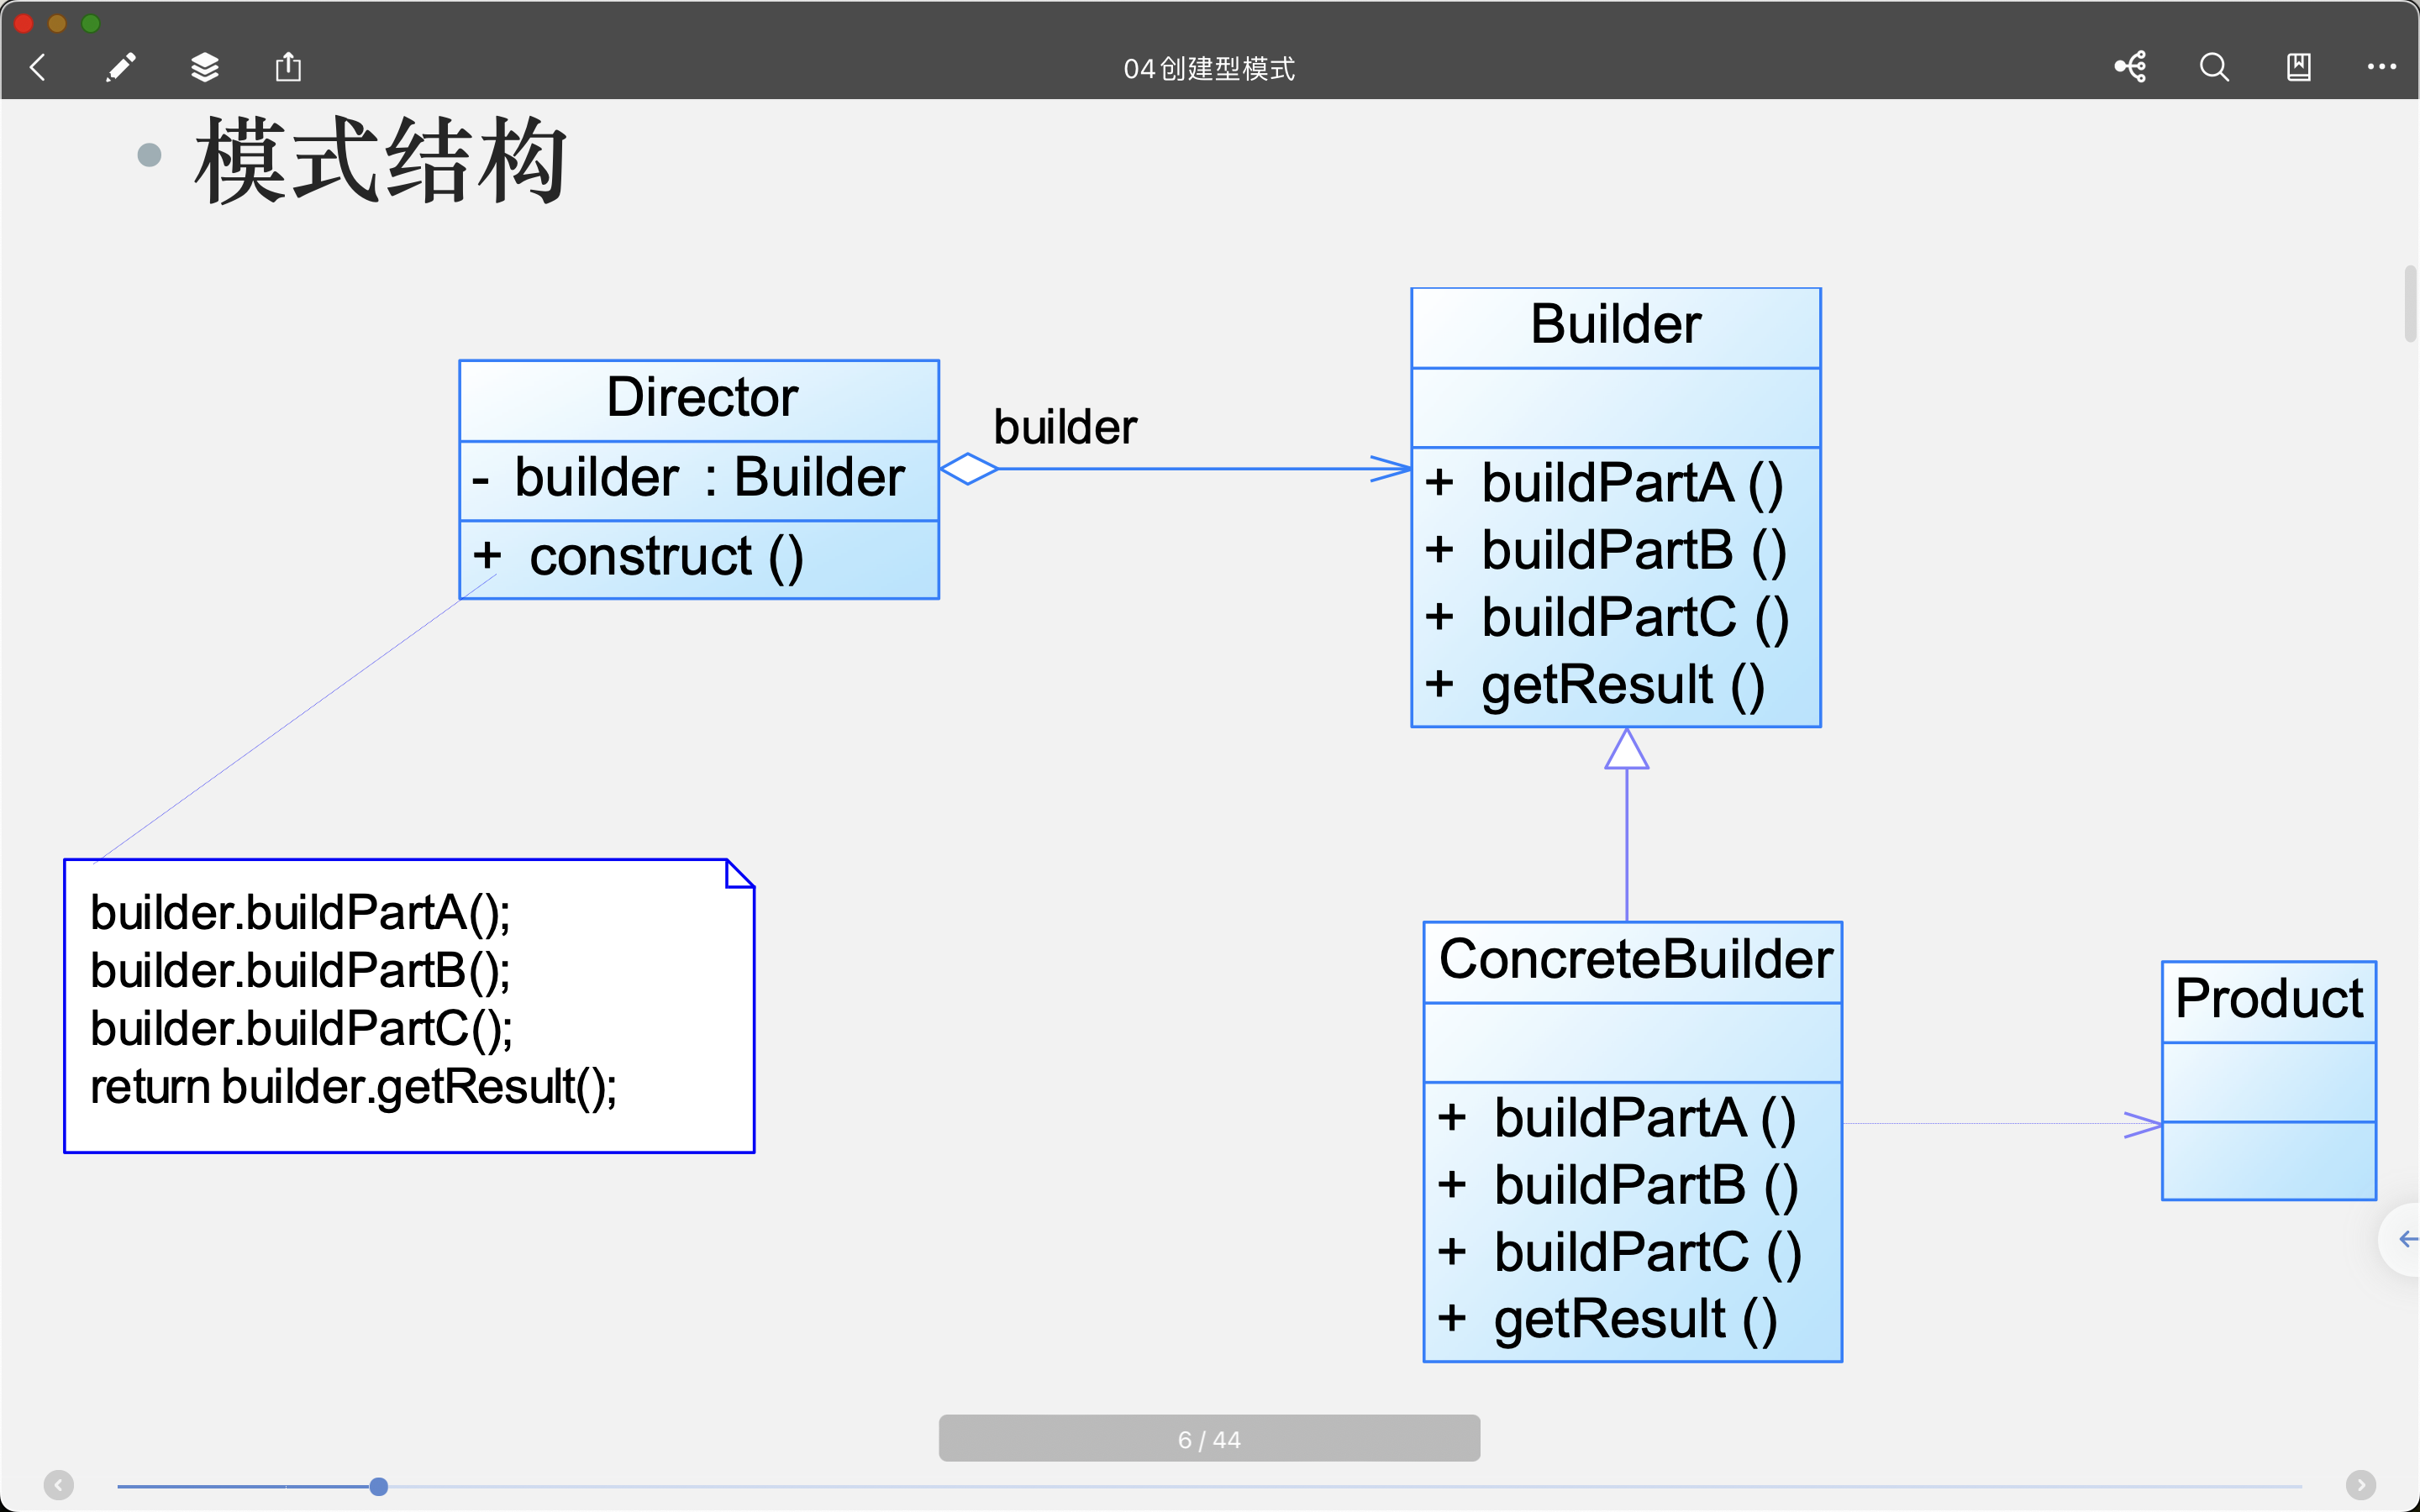 04创建型模式
模式结构
Director
- builder : Builder
+ construct ()
builder
Builder
+ buildPartA ()
+ buildPartB ()
+ buildPartC ()
+ getResult ()
builder.buildPartA();
builder.buildPartB();
builder.buildPartC();
return builder.getResult();
ConcreteBuilder
+ buildPartA ()
+ buildPartB ()
+ buildPartC ()
+ getResult ()
Product
6 / 44